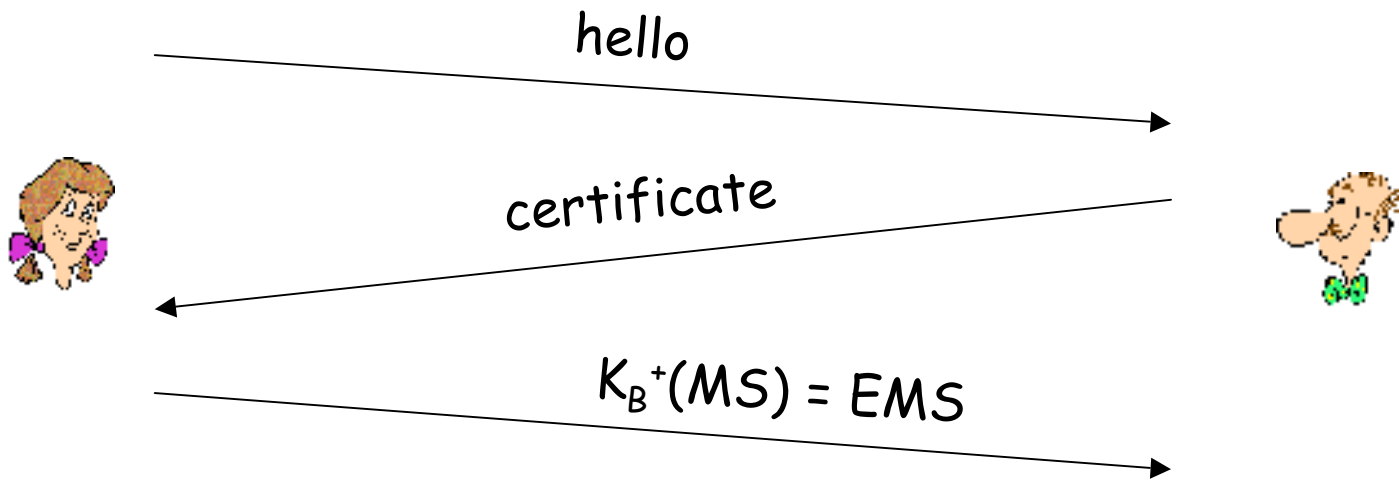 hello
certificate
K_B⁺(MS) = EMS